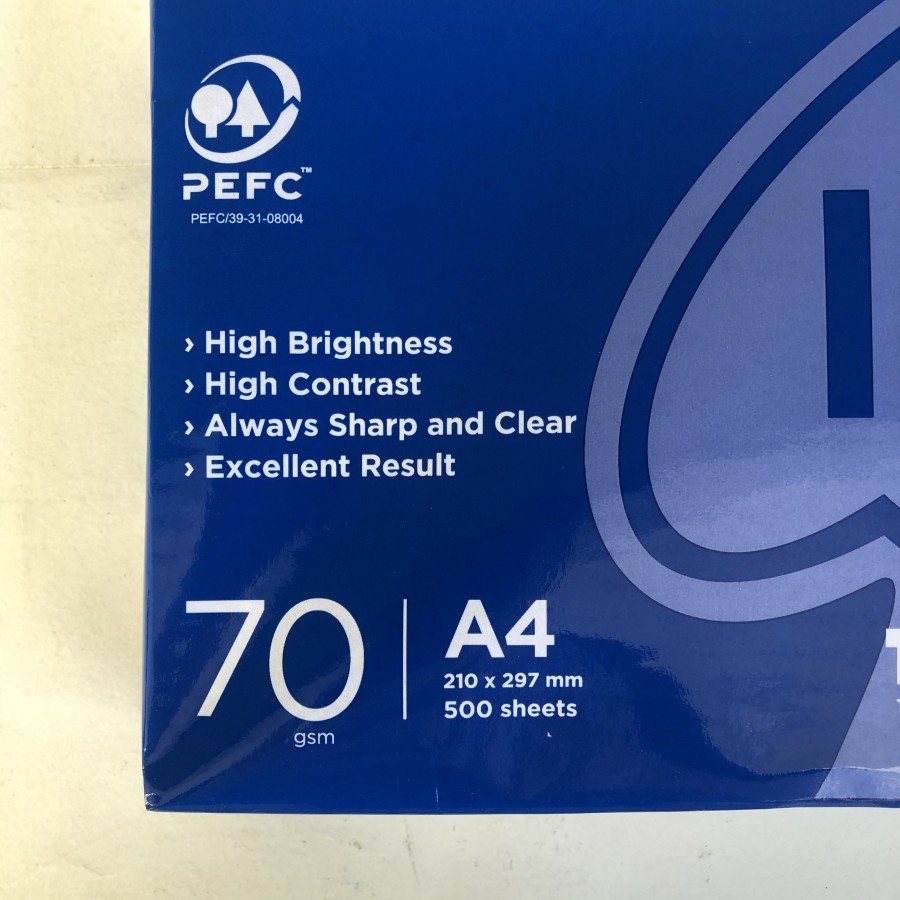 PEFC™
PEFC/39-31-08004
› High Brightness
› High Contrast
› Always Sharp and Clear
› Excellent Result
70
gsm
A4
210 x 297 mm
500 sheets